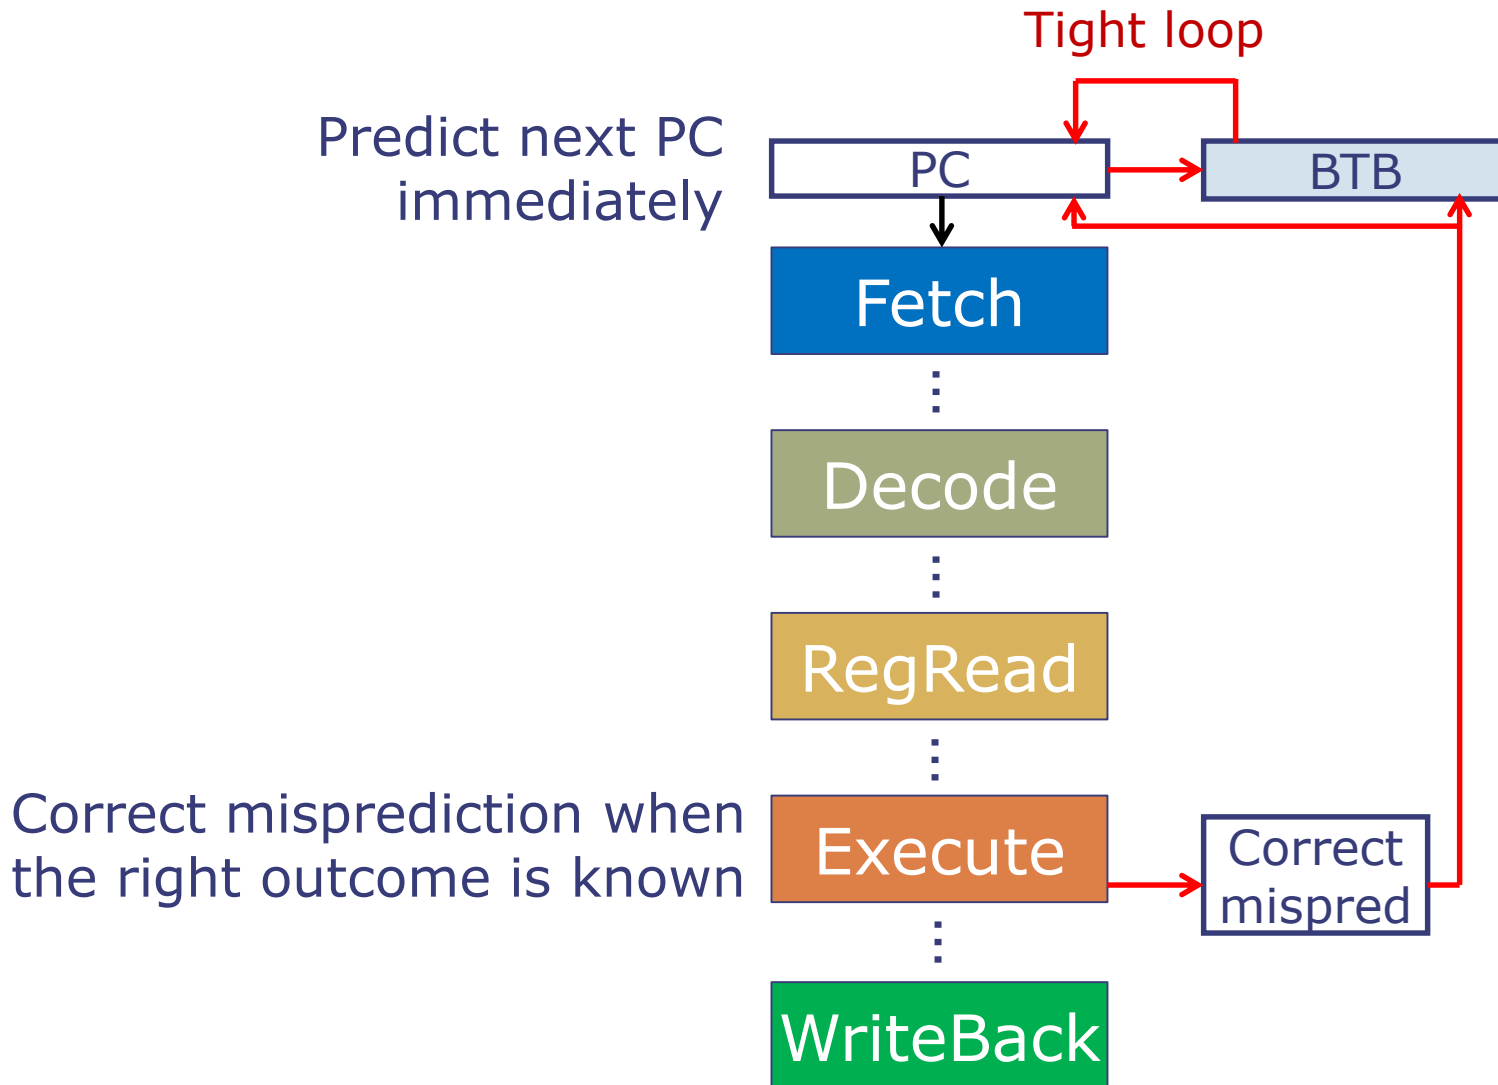 Tight loop
Predict next PC
immediately
PC
BTB
Fetch
Decode
RegRead
Correct misprediction when
the right outcome is known
Execute
Correct
mispred
WriteBack